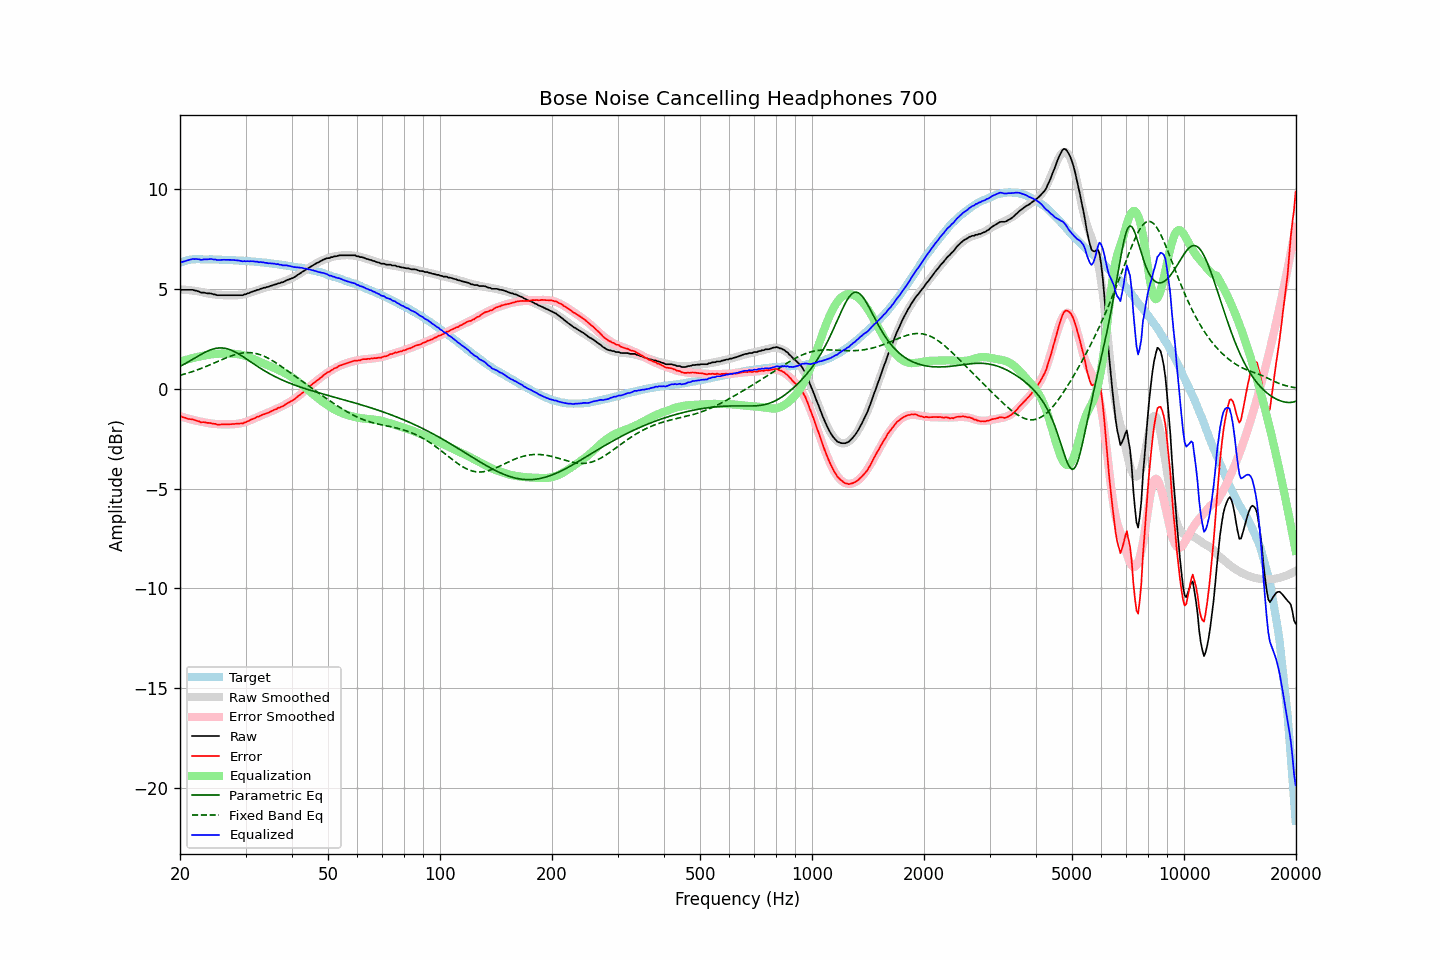 Bose Noise Cancelling Headphones 700
Amplitude (dBr)
10
5
0
−5
−10
−15
−20
Target
Raw Smoothed
Error Smoothed
Raw
Error
Equalization
Parametric Eq
Fixed Band Eq
Equalized
20 50 100 200 500 1000 2000 5000 10000 20000
Frequency (Hz)